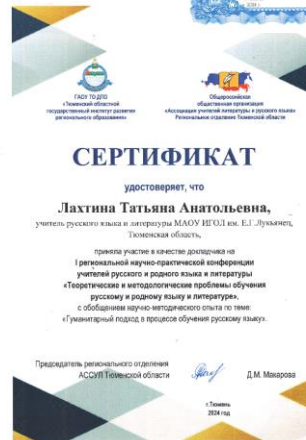 ГАОУ ТО ДПО
«Тюменский областной
государственный институт развития
регионального образования»
Общероссийская
общественная организация
«Ассоциация учителей литературы и русского языка»
Региональное отделение Тюменской области
СЕРТИФИКАТ
удостоверяет, что
Лахтина Татьяна Анатольевна,
учитель русского языка и литературы МАОУ ИГОЛ им. Е.Г.Лукьянец,
Тюменская область,
приняла участие в качестве докладчика на
I региональной научно-практической конференции
учителей русского и родного языка и литературы
«Теоретические и методологические проблемы обучения
русскому и родному языку и литературе»,
с обобщением научно-методического опыта по теме:
«Гуманитарный подход в процессе обучения русскому языку».
Председатель регионального отделения
АССУЛ Тюменской области
Д.М. Макарова
г.Тюмень
2024 год